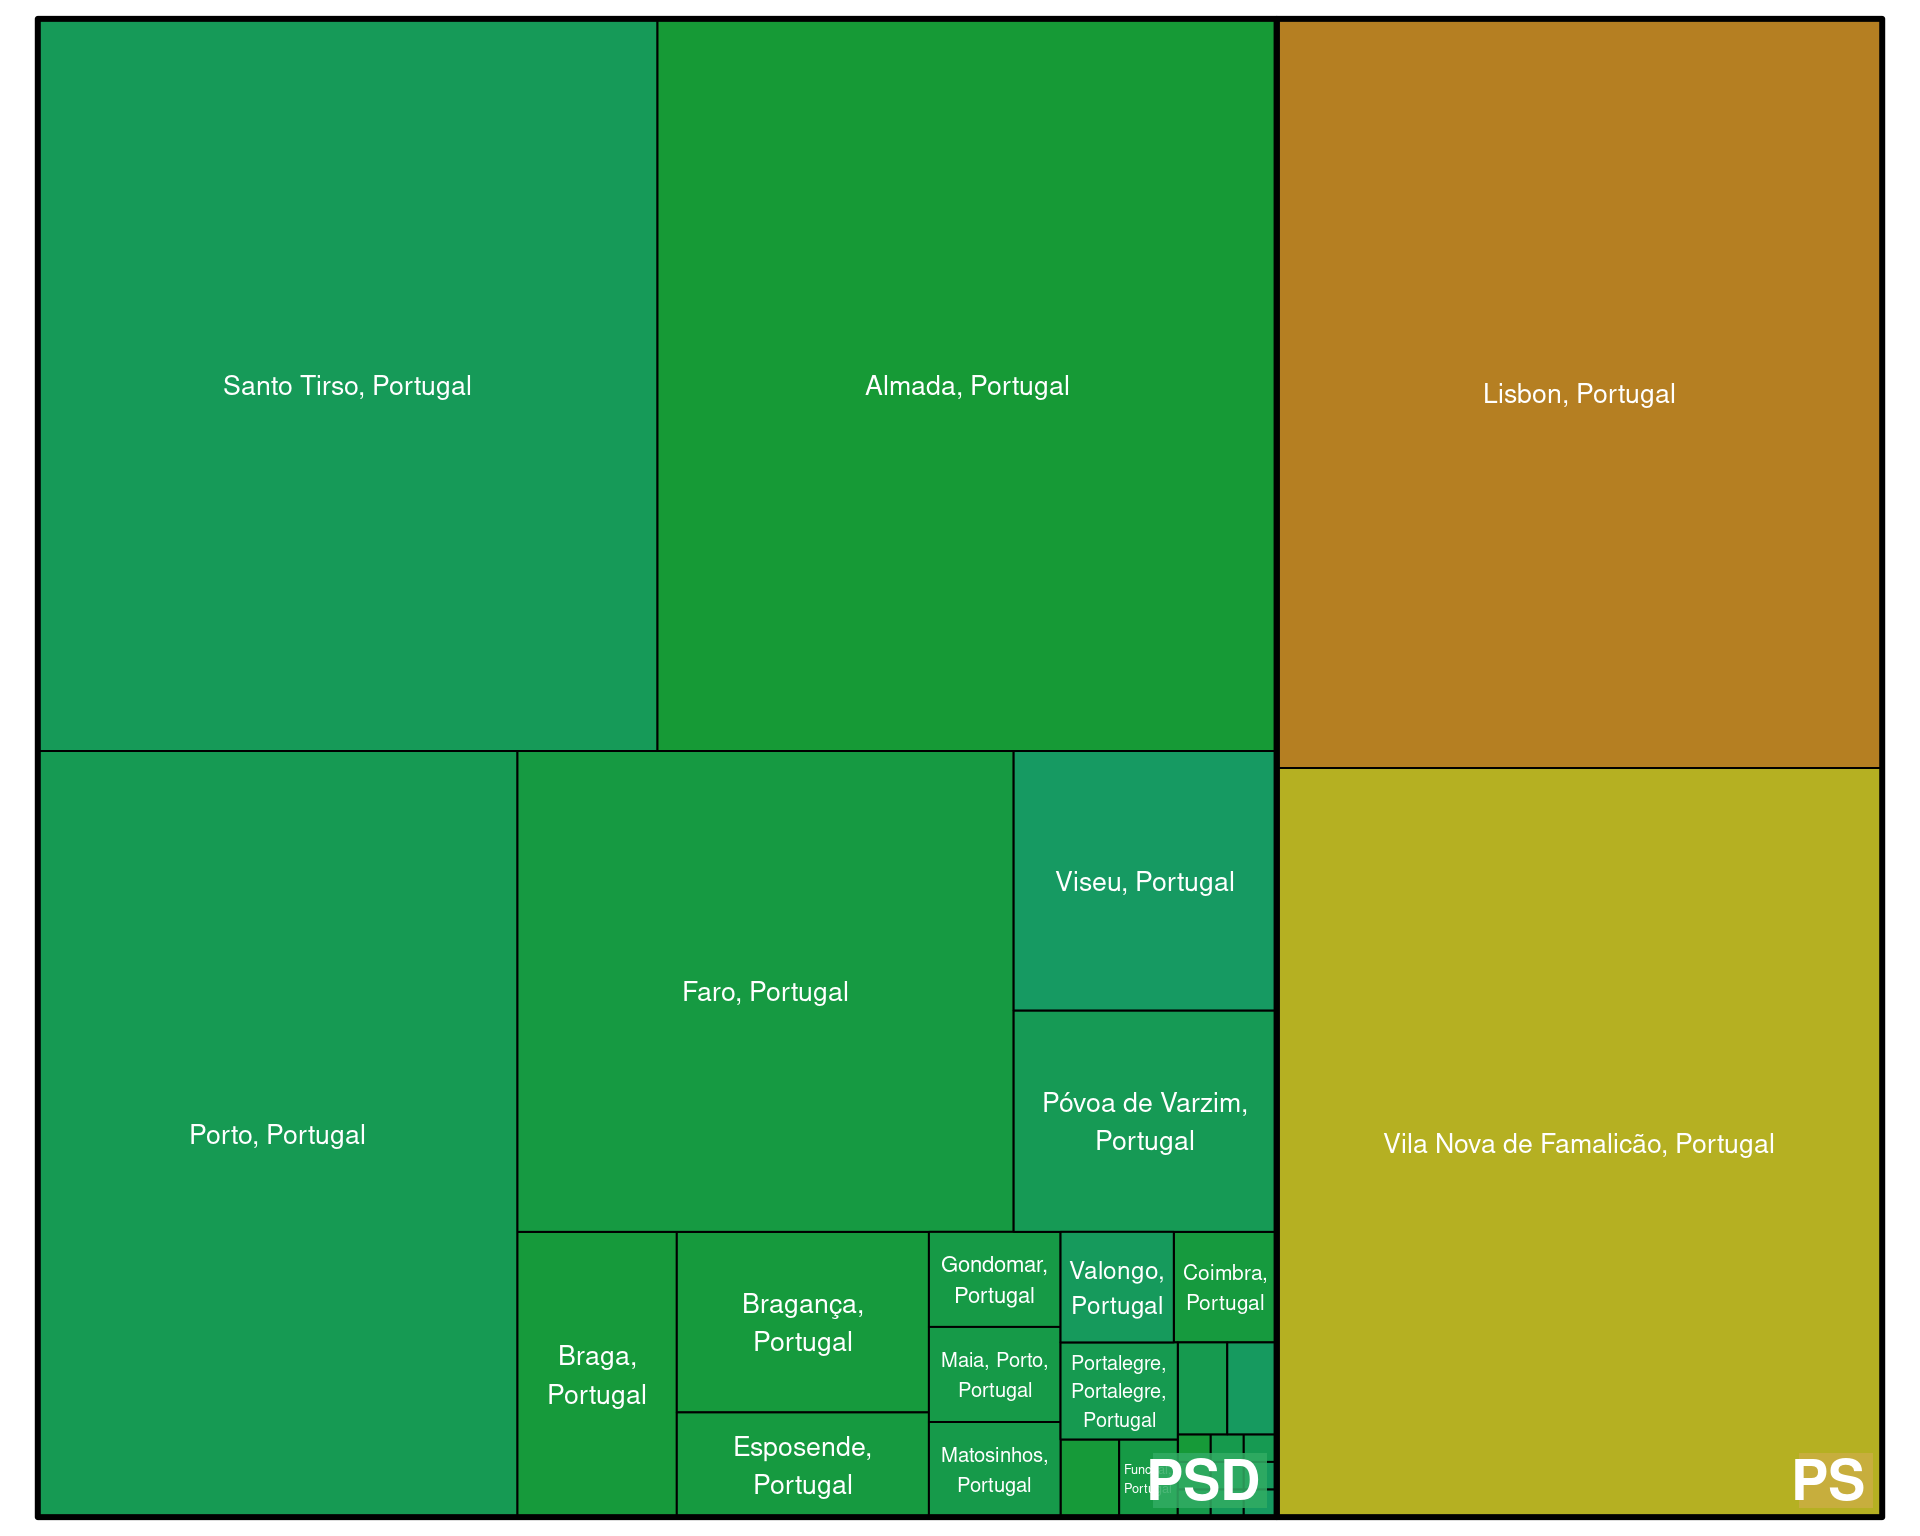 Santo Tirso, Portugal
Almada, Portugal
Lisbon, Portugal
Porto, Portugal
Faro, Portugal
Viseu, Portugal
Póvoa de Varzim,
Portugal
Vila Nova de Famalicão, Portugal
Braga,
Portugal
Bragança,
Portugal
Esposende,
Portugal
Gondomar,
Portugal
Maia, Porto,
Portugal
Matosinhos,
Portugal
Valongo,
Portugal
Coimbra,
Portugal
Portalegre,
Portalegre,
Portugal
PSD
PS